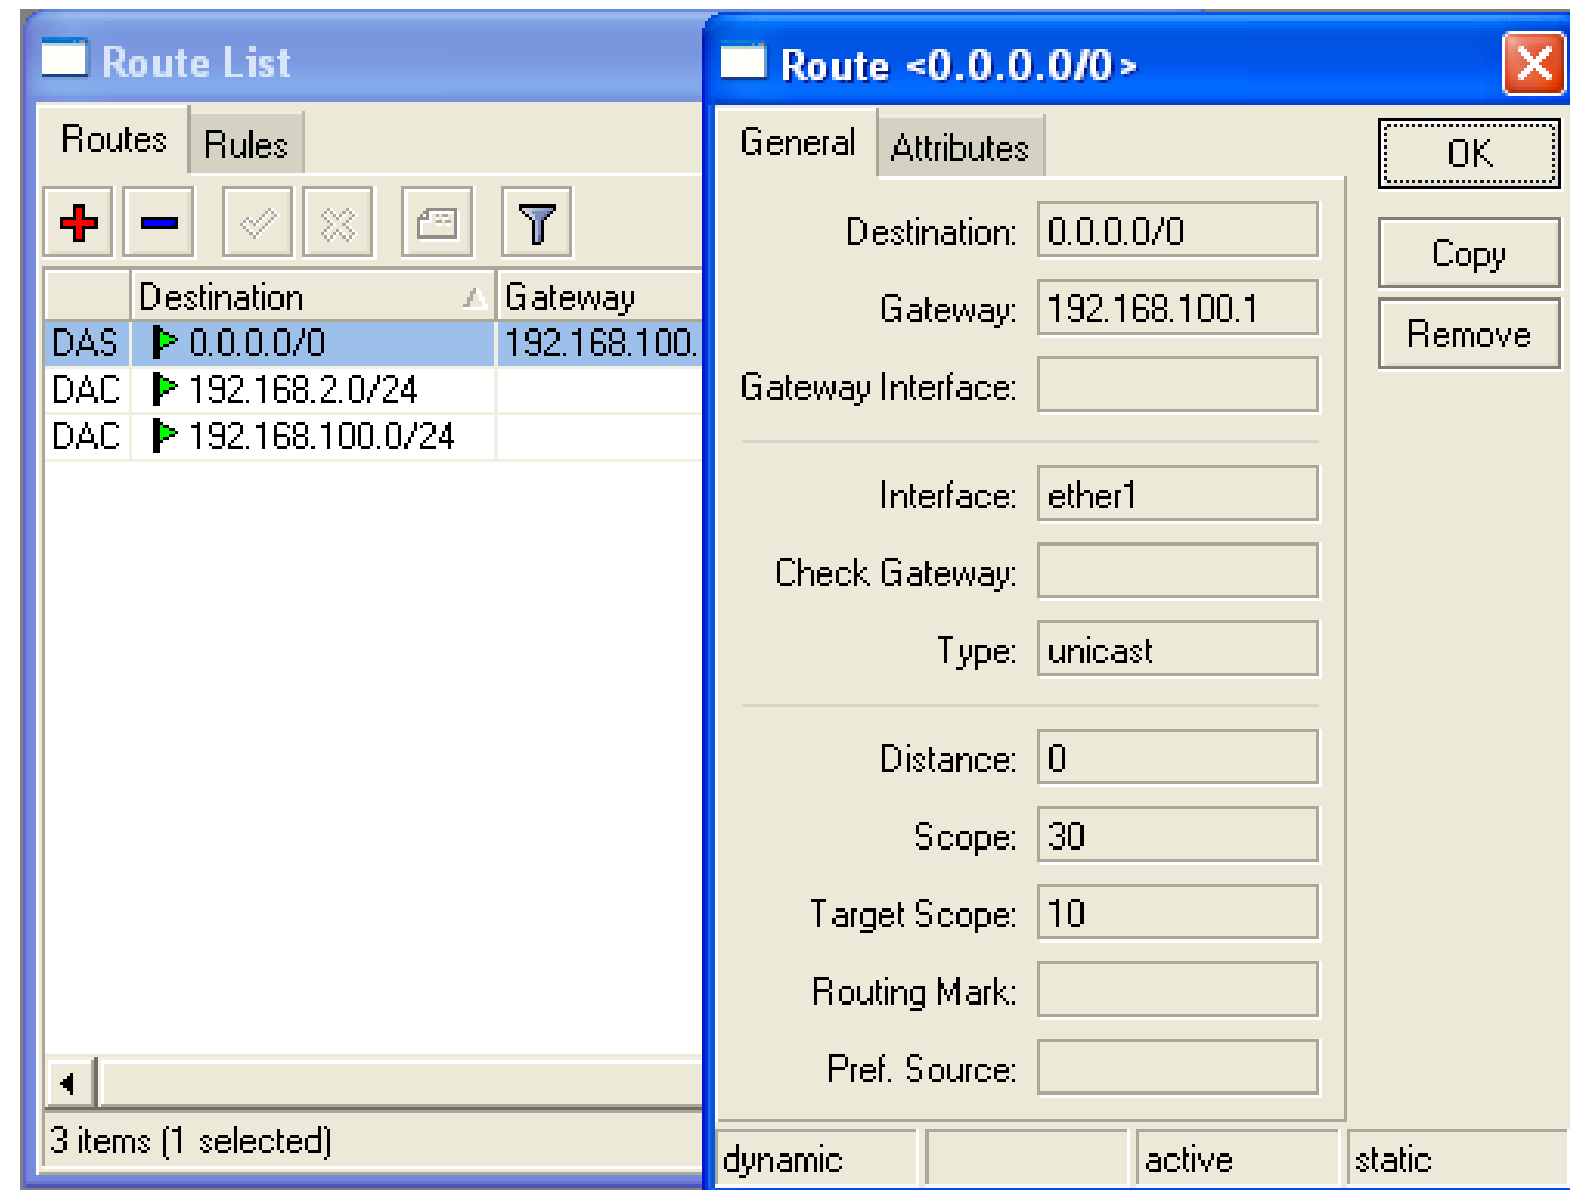 Route List
Routes
Rules
Destination
Gateway
DAS
0.0.0.0/0
192.168.100.
DAC
192.168.2.0/24
DAC
192.168.100.0/24
3 items (1 selected)
Route <0.0.0.0/0>
General
Attributes
OK
Copy
Remove
Destination: 0.0.0.0/0
Gateway: 192.168.100.1
Gateway Interface:
Interface: ether1
Check Gateway:
Type: unicast
Distance: 0
Scope: 30
Target Scope: 10
Routing Mark:
Pref. Source:
dynamic
active
static